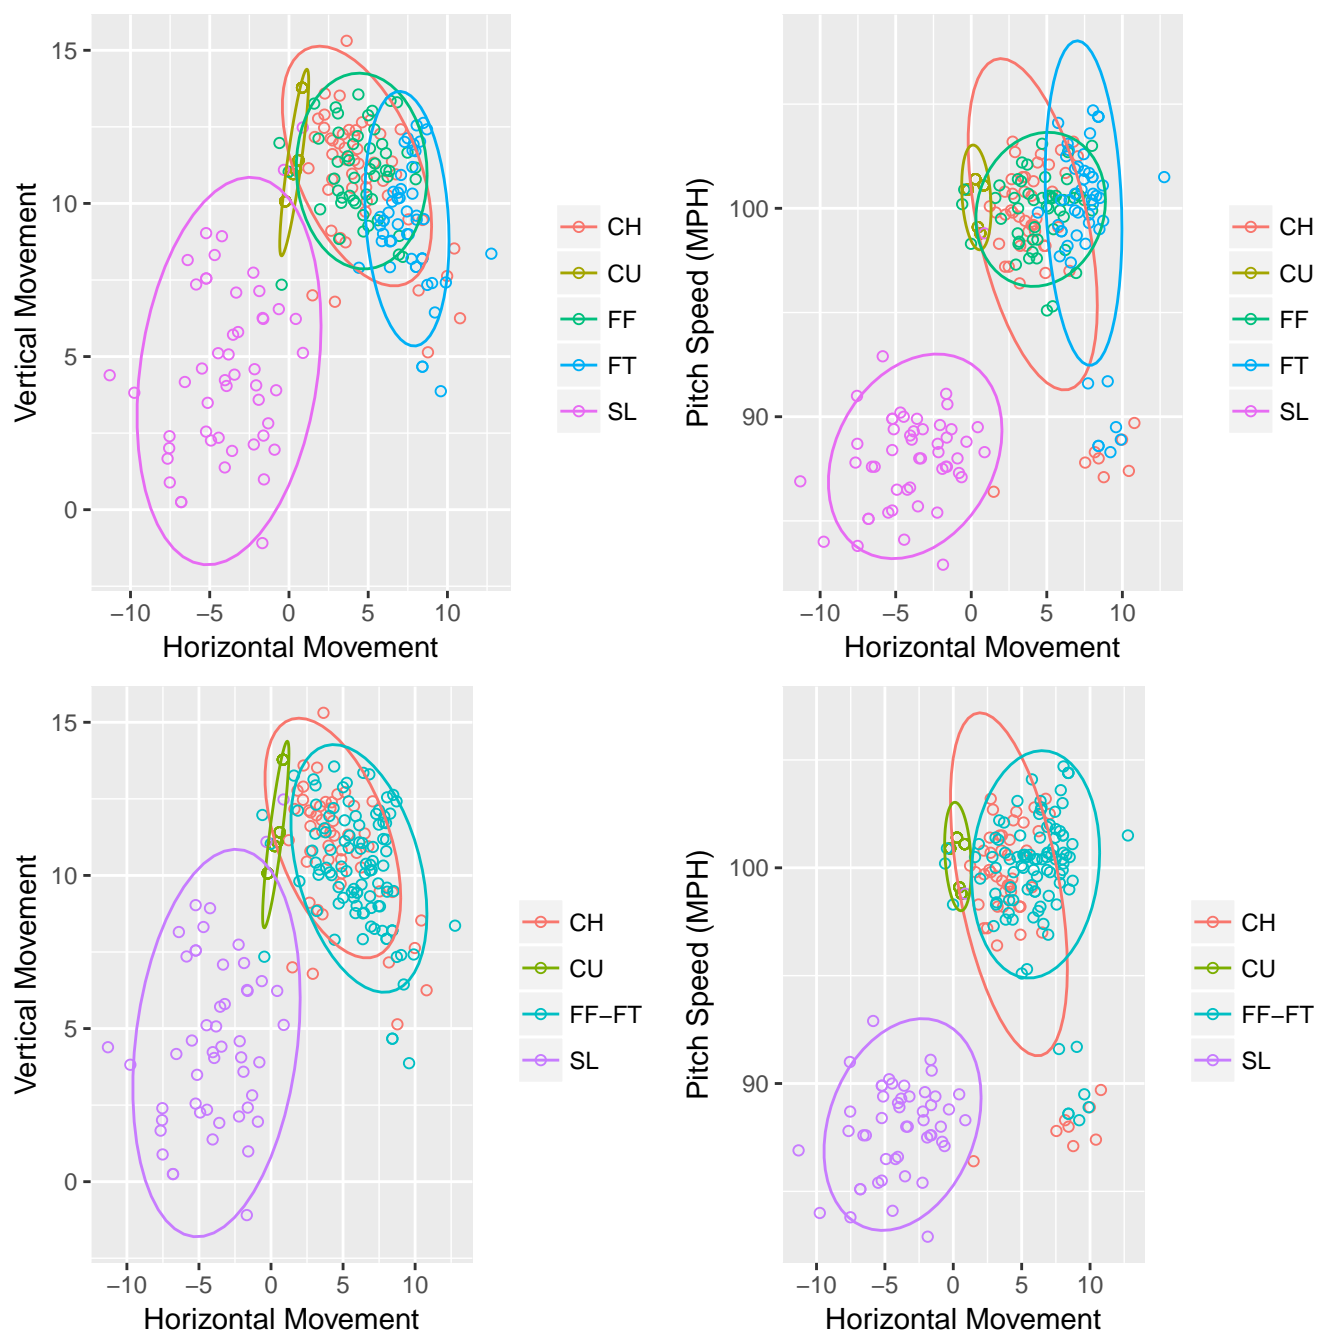 Vertical Movement
15
10
5
0
−10
−5
0
5
10
Horizontal Movement
CH
CU
FF
FT
SL
Pitch Speed (MPH)
100
90
−10
−5
0
5
10
Horizontal Movement
CH
CU
FF
FT
SL
Vertical Movement
15
10
5
0
−10
−5
0
5
10
Horizontal Movement
CH
CU
FF−FT
SL
Pitch Speed (MPH)
100
90
−10
−5
0
5
10
Horizontal Movement
CH
CU
FF−FT
SL